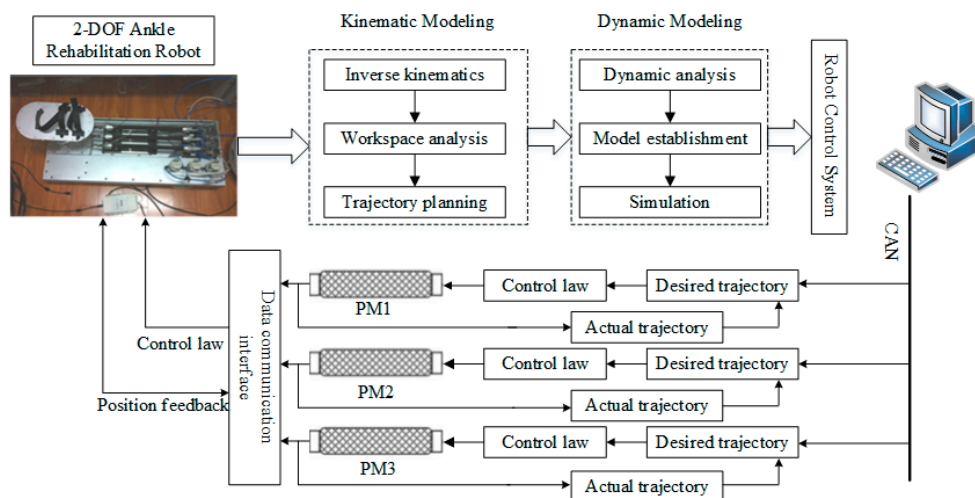 Kinematic Modeling
Dynamic Modeling
2-DOF Ankle
Rehabilitation Robot
Inverse kinematics
Workspace analysis
Trajectory planning
Dynamic analysis
Model establishment
Simulation
Robot Control System
CAN
Data communication
interface
Control law
Position feedback
PM1
Control law
Desired trajectory
Actual trajectory
PM2
Control law
Desired trajectory
Actual trajectory
PM3
Control law
Desired trajectory
Actual trajectory